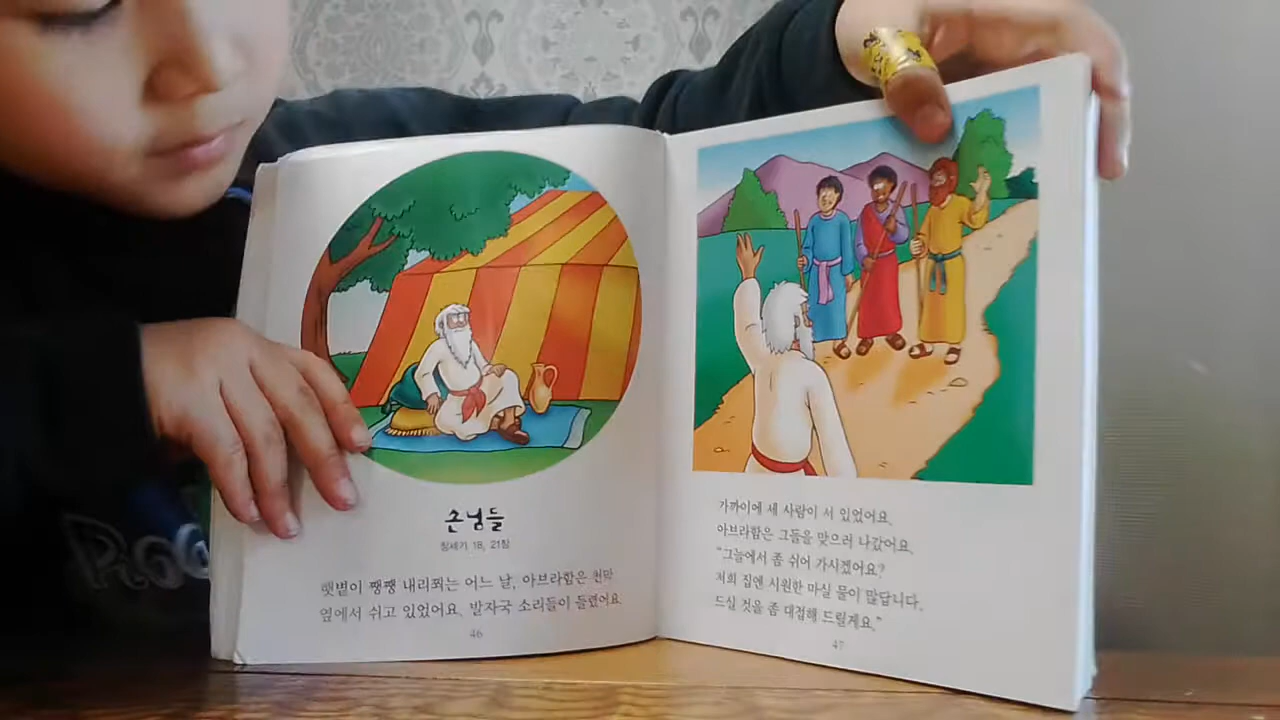 손님들
창세기 18, 21장
햇볕이 쨍쨍 내리쬐는 어느 날, 아브라함은 천막
옆에서 쉬고 있었어요. 발자국 소리들이 들렸어요.
46
가까이에 세 사람이 서 있었어요.
아브라함은 그들을 맞으러 나갔어요.
“그늘에서 좀 쉬어 가시겠어요?
저희 집엔 시원한 마실 물이 많답니다.
드실 것을 좀 대접해 드릴게요.”
47